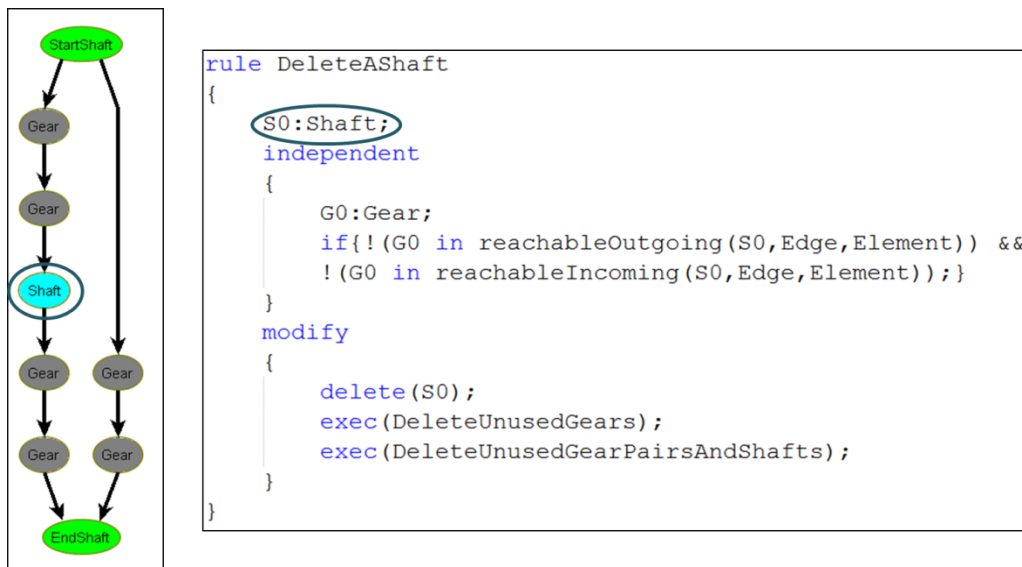 StartShaft
Gear
Gear
Shaft
Gear Gear
Gear Gear
EndShaft
rule DeleteAShaft
{
S0:Shaft;
independent
{
G0:Gear;
if{!(G0 in reachableOutgoing(S0,Edge,Element)) &&
!(G0 in reachableIncoming(S0,Edge,Element));}
}
modify
{
delete(S0);
exec(DeleteUnusedGears);
exec(DeleteUnusedGearPairsAndShafts);
}
}